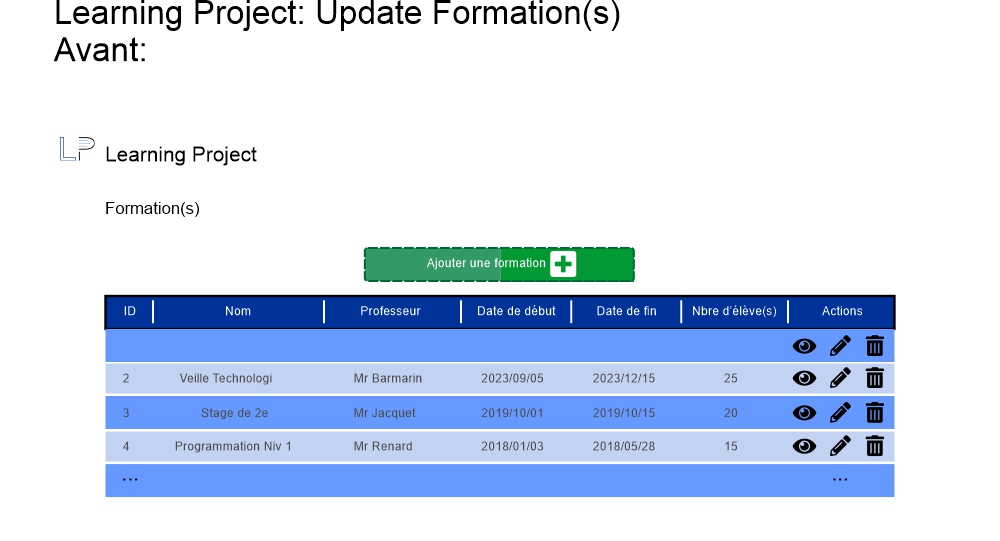 Learning Project: Update Formation(s)
Avant:
LP Learning Project
Formation(s)
Ajouter une formation
ID Nom Professeur Date de début Date de fin Nbre d'élève(s) Actions
2 Veille Technologi Mr Barmarin 2023/09/05 2023/12/15 25
3 Stage de 2e Mr Jacquet 2019/10/01 2019/10/15 20
4 Programmation Niv 1 Mr Renard 2018/01/03 2018/05/28 15
... ...